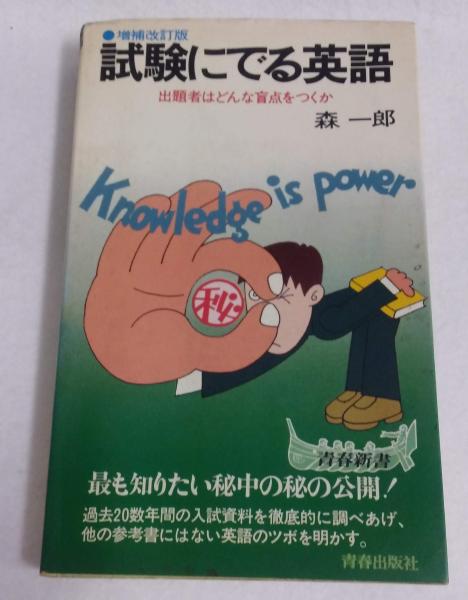 ●増補改訂版
試験にでる英語
出題者はどんな盲点をつくか
森 一郎
Knowledge is power
秘
青春新書
最も知りたい秘中の秘の公開!
過去20数年間の入試資料を徹底的に調べあげ、
他の参考書にはない英語のツボを明かす。
青春出版社